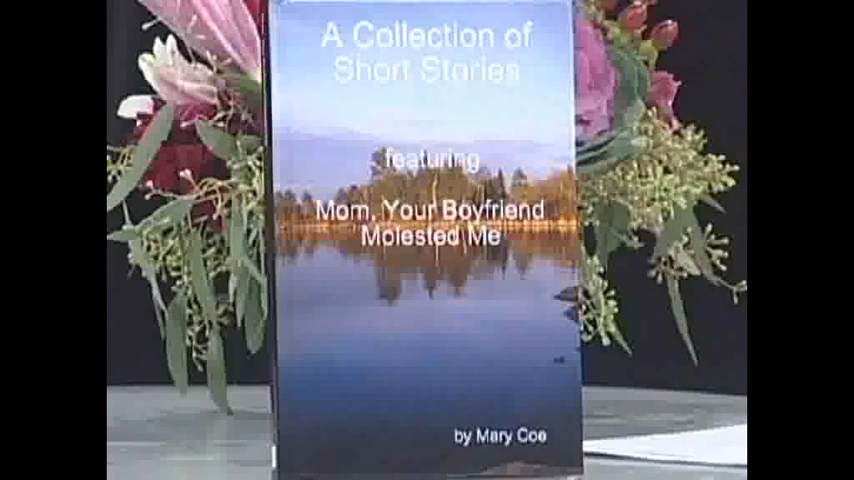 A Collection of
Short Stories
featuring
Mom, Your Boyfriend
Molested Me
by Mary Coe